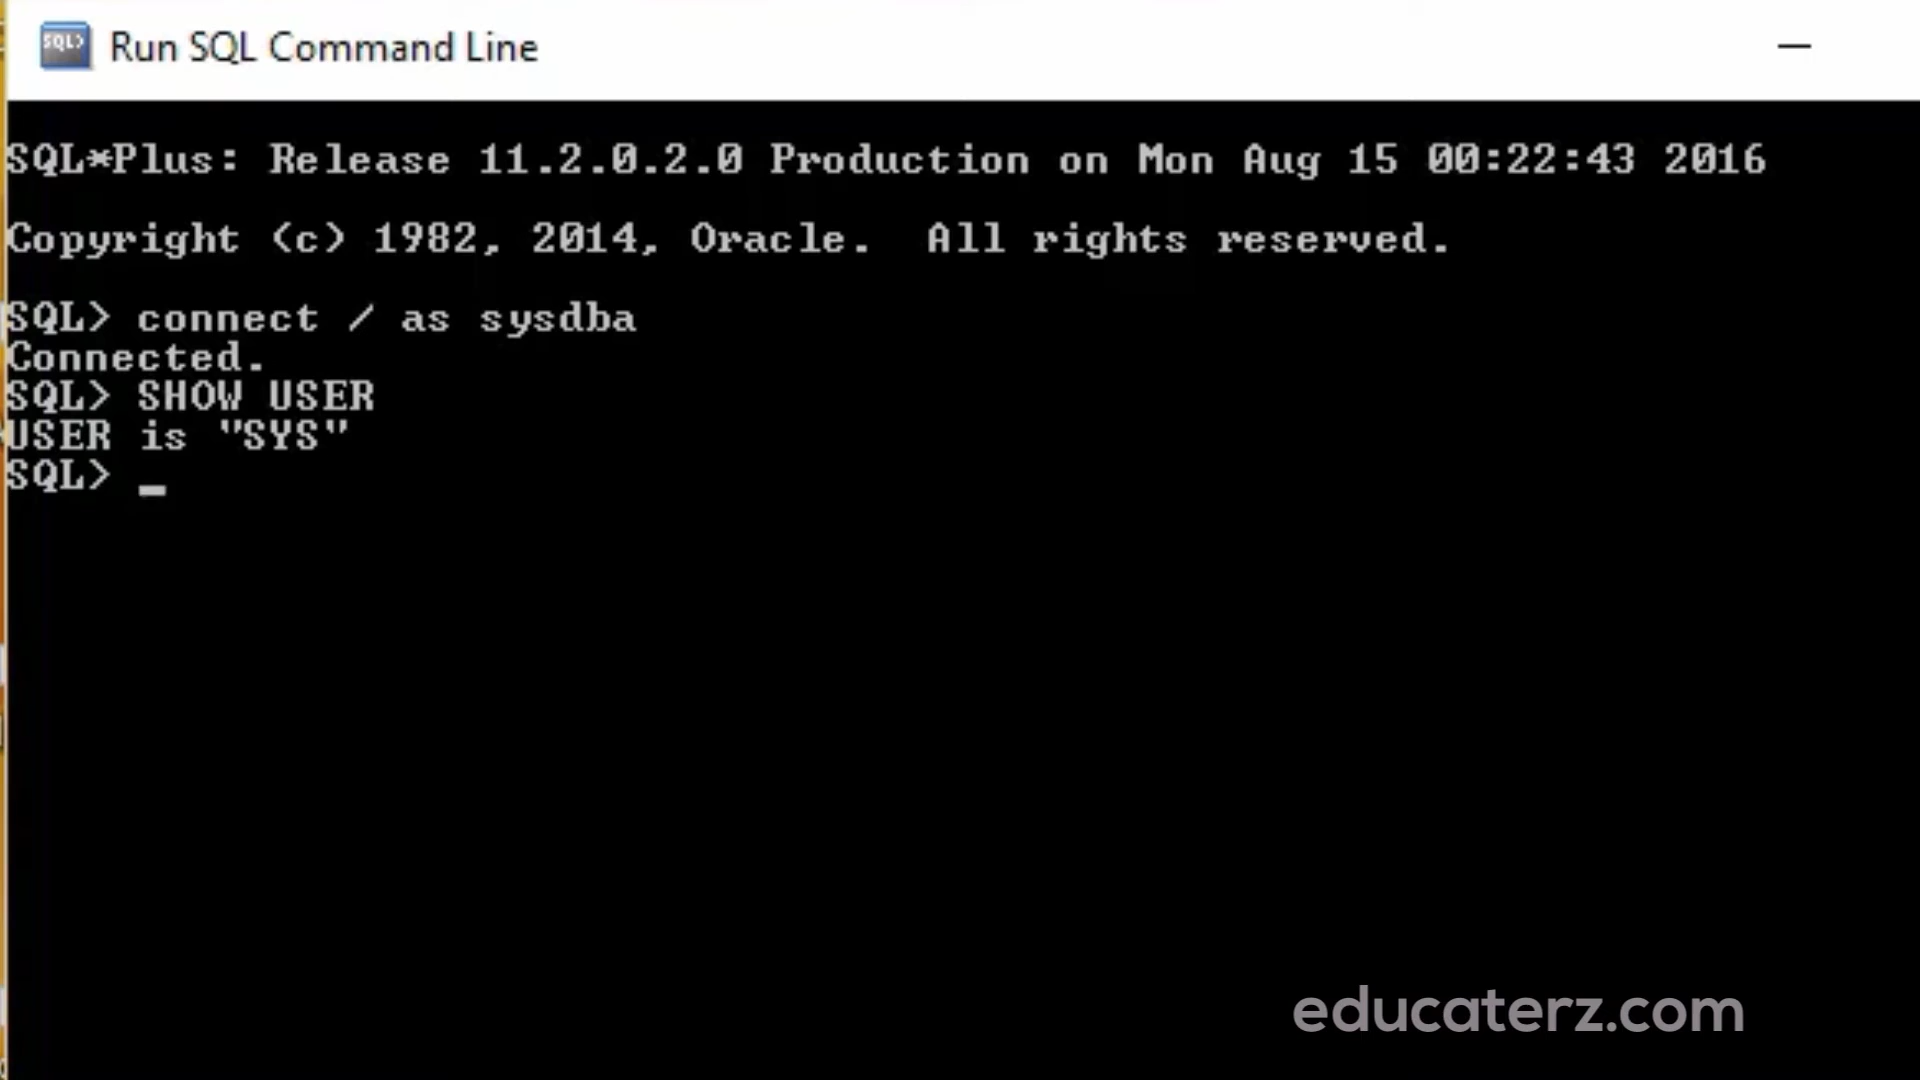 SQL>
Run SQL Command Line
SQL*Plus: Release 11.2.0.2.0 Production on Mon Aug 15 00:22:43 2016
Copyright (c) 1982, 2014, Oracle.  All rights reserved.
SQL> connect / as sysdba
Connected.
SQL> SHOW USER
USER is "SYS"
SQL> _
educaterz.com